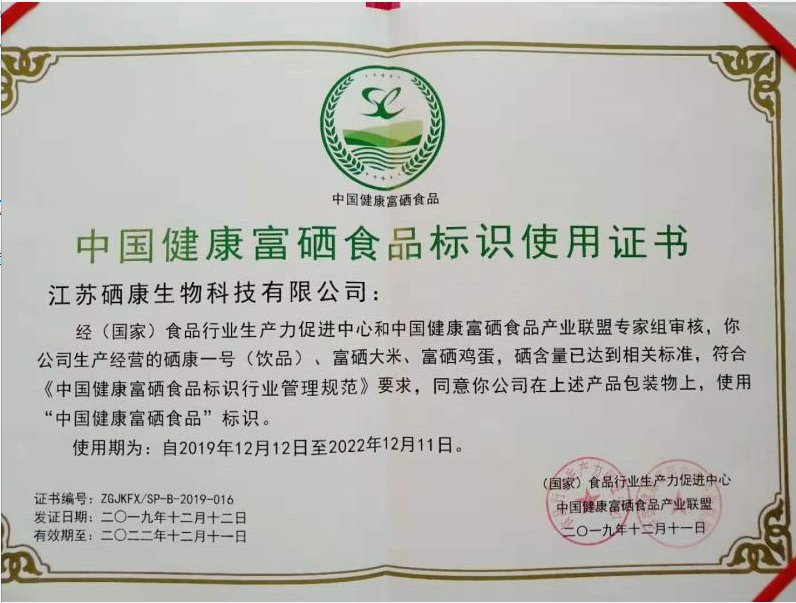 中国健康富硒食品
中国健康富硒食品标识使用证书
江苏硒康生物科技有限公司：
经（国家）食品行业生产力促进中心和中国健康富硒食品产业联盟专家组审核，你
公司生产经营的硒康一号（饮品）、富硒大米、富硒鸡蛋，硒含量已达到相关标准，符合
《中国健康富硒食品标识行业管理规范》要求，同意你公司在上述产品包装物上，使用
“中国健康富硒食品”标识。
使用期为：自2019年12月12日至2022年12月11日。
（国家）食品行业生产力促进中心
中国健康富硒食品产业联盟
二〇一九年十二月十一日
证书编号：ZGJKFX/SP-B-2019-016
发证日期：二〇一九年十二月十二日
有效期至：二〇二二年十二月十一日